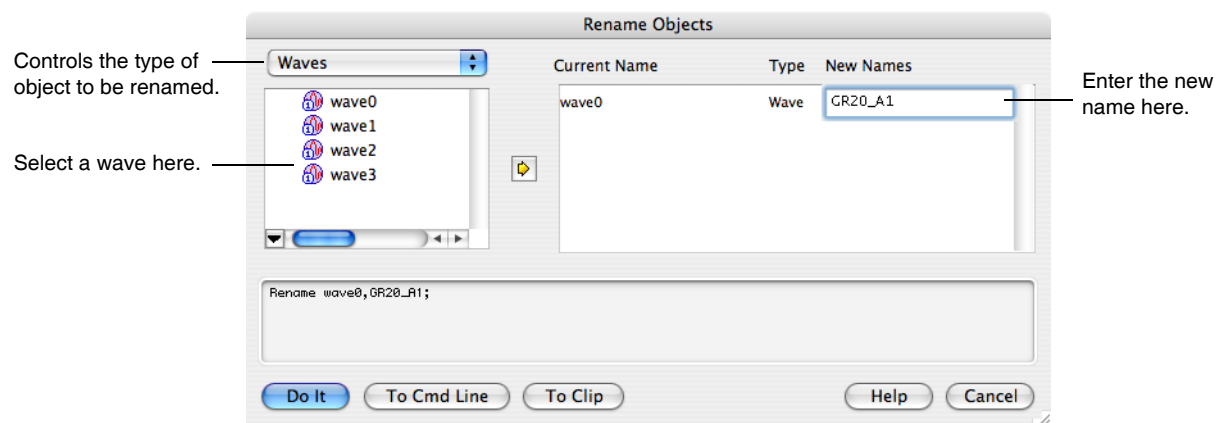 Rename Objects
Controls the type of
object to be renamed.
Waves
Current Name Type New Names
wave0
wave1
wave2
wave3
wave0 Wave GR20_A1
Enter the new
name here.
Select a wave here.
Rename wave0,GR20_A1;
Do It To Cmd Line To Clip Help Cancel